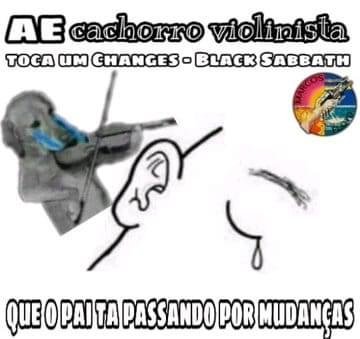 AE cachorro violinista
TOCA UM CHANGES - BLACK SABBATH
QUE O PAI TA PASSANDO POR MUDANÇAS